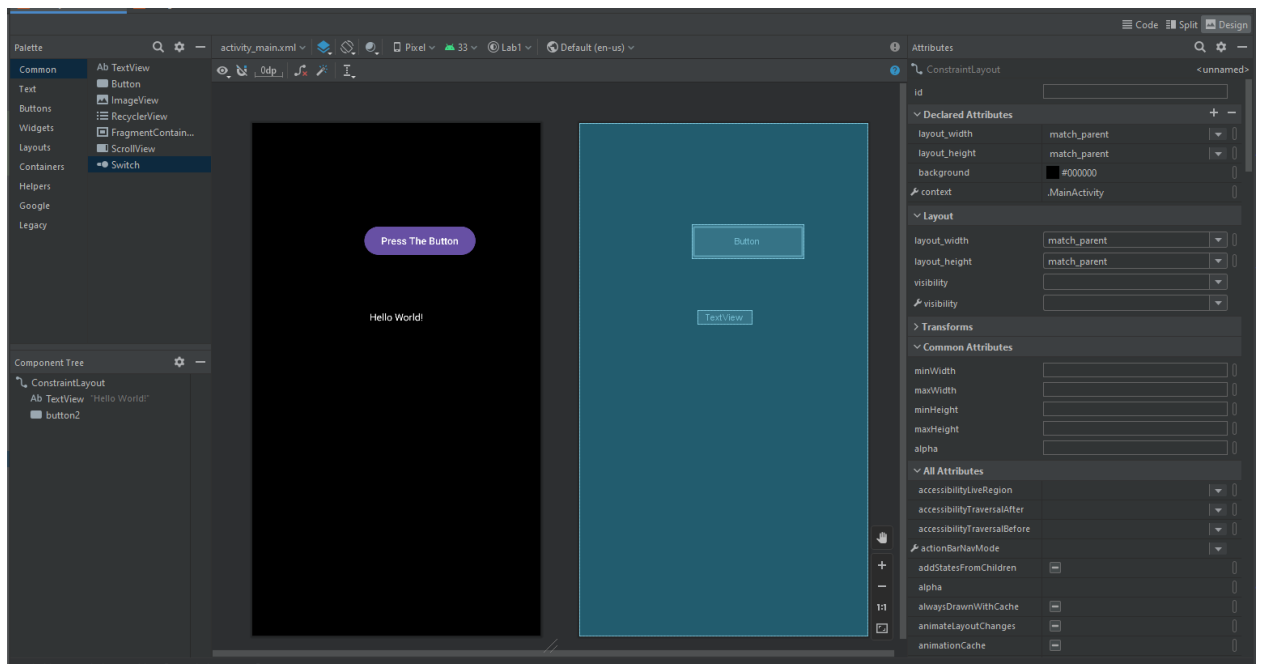 Code Split Design
Palette
activity_main.xml Pixel 33 Lab1 Default (en-us)
Attributes
Common
Text
Buttons
Widgets
Layouts
Containers
Helpers
Google
Legacy
Ab TextView
Button
ImageView
RecyclerView
FragmentContain...
ScrollView
Switch
0dp
Press The Button
Hello World!
Button
TextView
1:1
Component Tree
ConstraintLayout
Ab TextView "Hello World!"
button2
ConstraintLayout <unnamed>
id
Declared Attributes
layout_width match_parent
layout_height match_parent
background #000000
context .MainActivity
Layout
layout_width match_parent
layout_height match_parent
visibility
visibility
Transforms
Common Attributes
minWidth
maxWidth
minHeight
maxHeight
alpha
All Attributes
accessibilityLiveRegion
accessibilityTraversalAfter
accessibilityTraversalBefore
actionBarNavMode
addStatesFromChildren
alpha
alwaysDrawnWithCache
animateLayoutChanges
animationCache